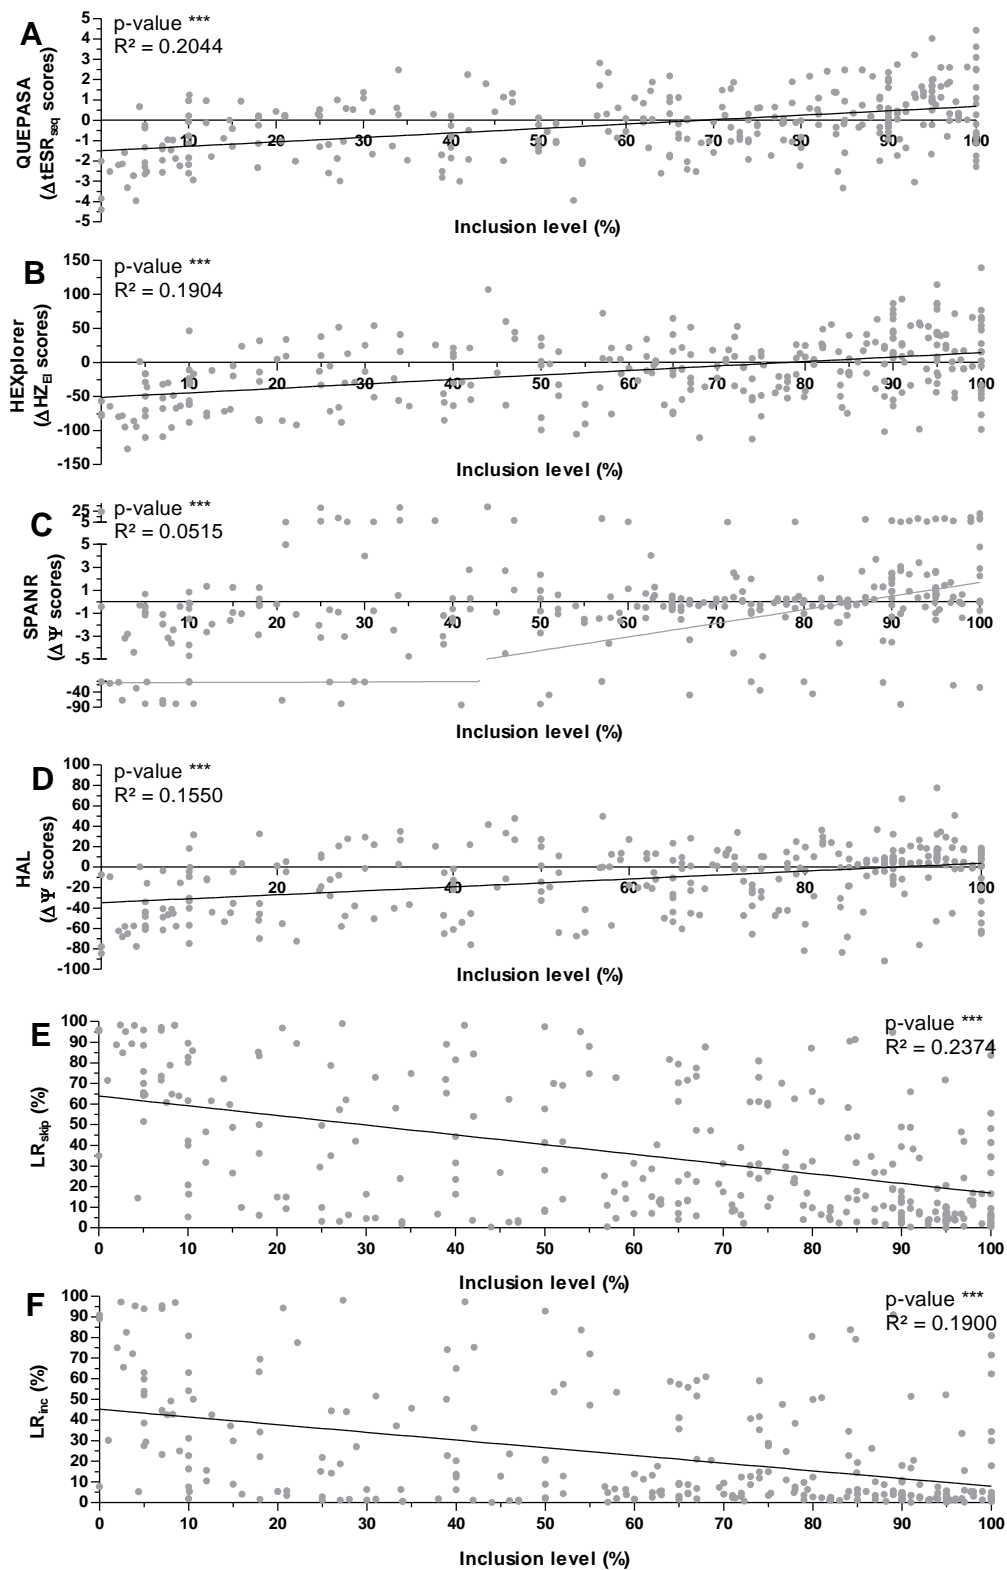 A
p-value ***
R² = 0.2044
QUEPASA
(ΔtESRseq scores)
5
4
3
2
1
0
-1
-2
-3
-4
-5
10 20 30 40 50 60 70 80 90 100
Inclusion level (%)
B
p-value ***
R² = 0.1904
HEXplorer
(ΔHZEI scores)
150
100
50
0
-50
-100
-150
10 20 30 40 50 60 70 80 90 100
Inclusion level (%)
C
p-value ***
R² = 0.0515
SPANR
(ΔΨ scores)
25
5
5
3
1
-1
-3
-5
-40
-90
10 20 30 40 50 60 70 80 90 100
Inclusion level (%)
D
p-value ***
R² = 0.1550
HAL
(ΔΨ scores)
100
80
60
40
20
0
-20
-40
-60
-80
-100
20 40 60 80 100
Inclusion level (%)
E
p-value ***
R² = 0.2374
LRskip (%)
100
90
80
70
60
50
40
30
20
10
0
0 10 20 30 40 50 60 70 80 90 100
Inclusion level (%)
F
p-value ***
R² = 0.1900
LRinc (%)
100
90
80
70
60
50
40
30
20
10
0
0 10 20 30 40 50 60 70 80 90 100
Inclusion level (%)